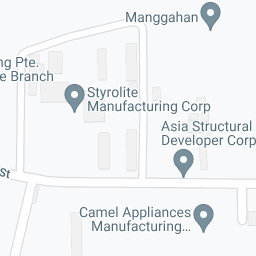 Manggahan
ng Pte.
e Branch
Styrolite
Manufacturing Corp
Asia Structural
Developer Corp
St
Camel Appliances
Manufacturing...